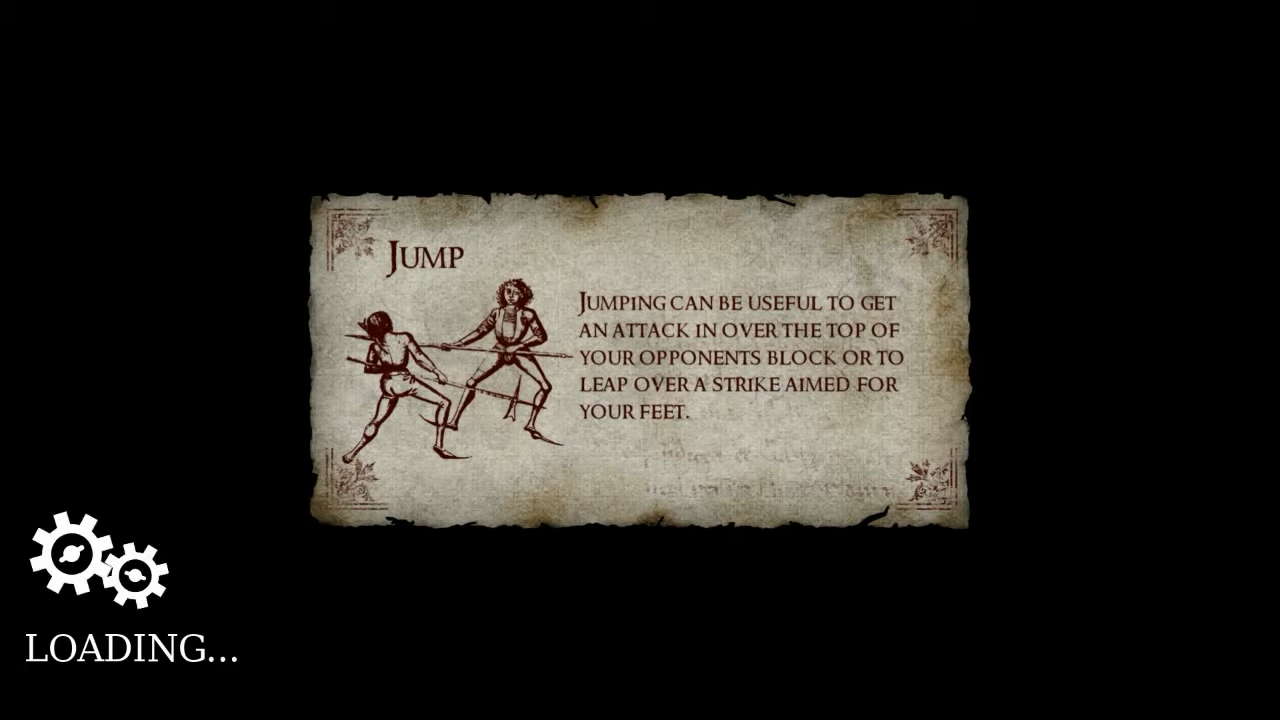 Jump
Jumping can be useful to get
an attack in over the top of
your opponents block or to
leap over a strike aimed for
your feet.
LOADING...